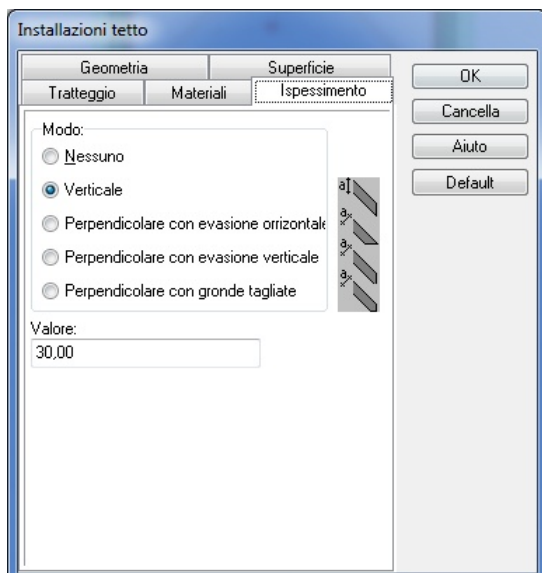 Installazioni tetto
Geometria
Superficie
Tratteggio
Materiali
Ispessimento
Modo:
Nessuno
Verticale
Perpendicolare con evasione orrizontale
Perpendicolare con evasione verticale
Perpendicolare con gronde tagliate
a
a
a
a
Valore:
30,00
OK
Cancella
Aiuto
Default